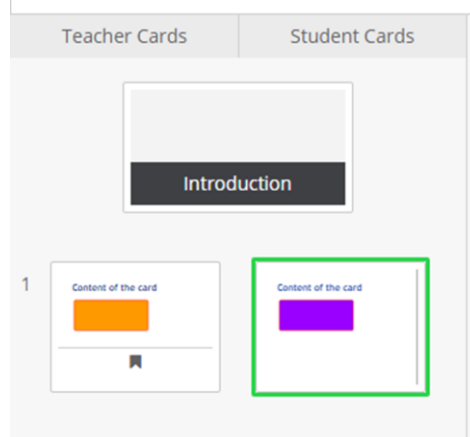 Teacher Cards Student Cards
Introduction
1
Content of the card Content of the card